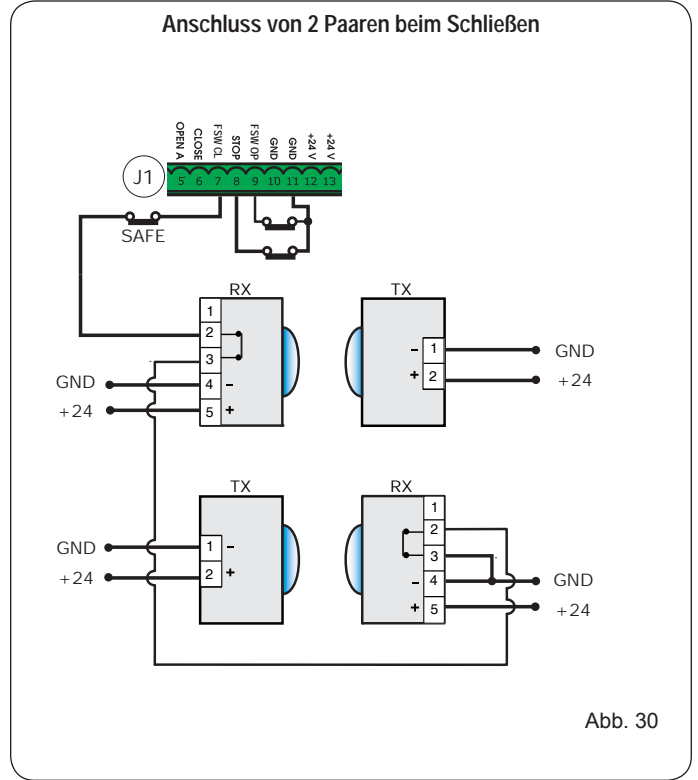 Anschluss von 2 Paaren beim Schließen
OPEN A CLOSE FSW CL STOP FSW OP GND GND +24 V +24 V
J1 5 6 7 8 9 10 11 12 13
SAFE
RX TX
1
2
3
GND 4 -
+24 5 +
- 1 GND
+ 2 +24
TX RX
GND 1 -
+24 2 +
1
2
3
- 4 GND
+ 5 +24
Abb. 30